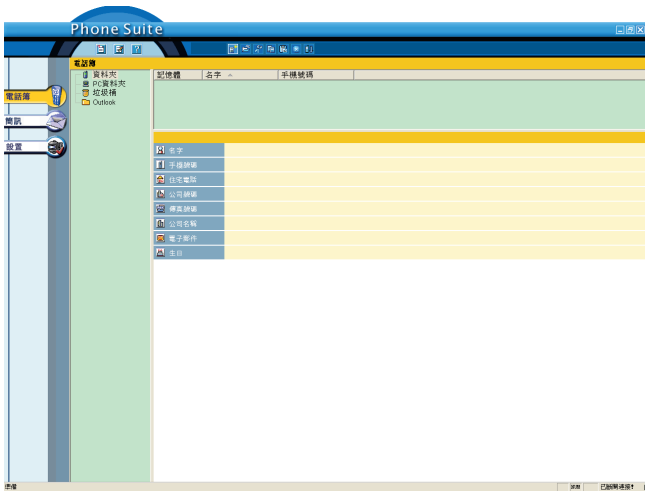 Phone Suite
電話簿
資料夾
PC資料夾
垃圾桶
Outlook
電話簿
簡訊
設置
記憶體 名字 手機號碼
名字
手機號碼
住宅電話
公司號碼
傳真號碼
公司名稱
電子郵件
生日
準備
已斷開連接!